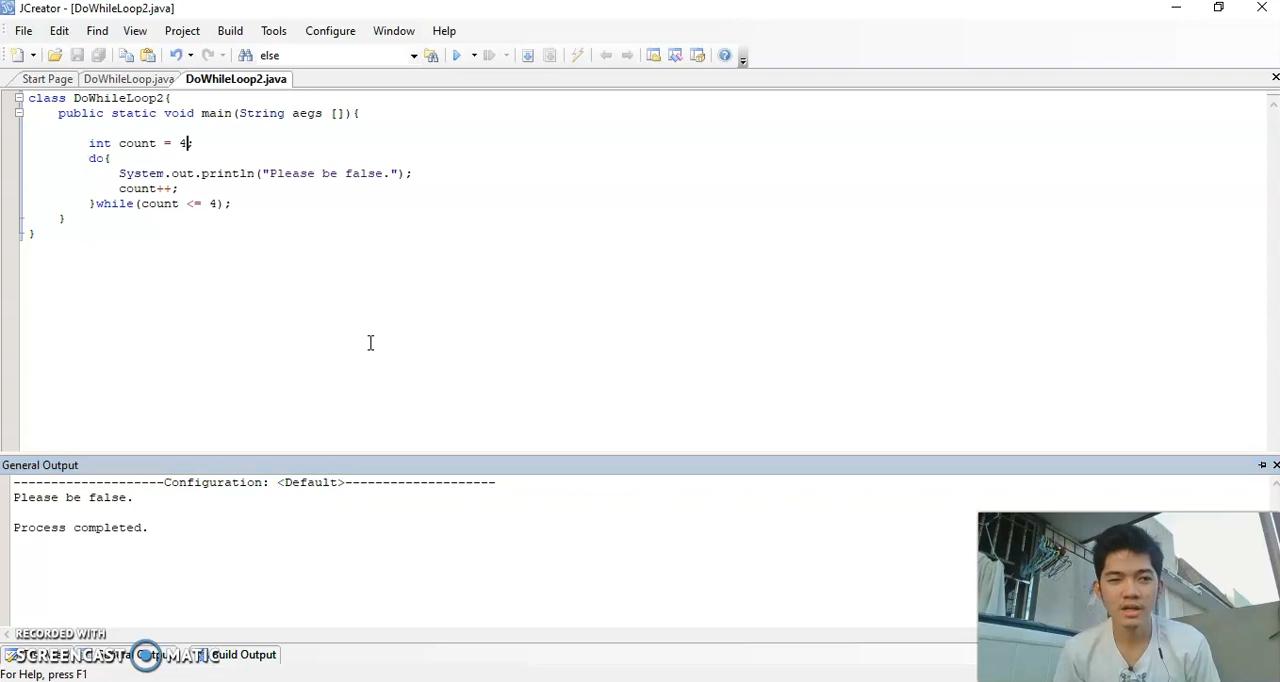 JCreator - [DoWhileLoop2.java]
File Edit Find View Project Build Tools Configure Window Help
else
Start Page DoWhileLoop.java DoWhileLoop2.java
class DoWhileLoop2{
public static void main(String aegs []){
int count = 4;
do{
System.out.println("Please be false.");
count++;
}while(count <= 4);
}
}
General Output
--------------------Configuration: <Default>--------------------
Please be false.
Process completed.
RECORDED WITH
SCREENCAST MATIC
Build Output
For Help, press F1